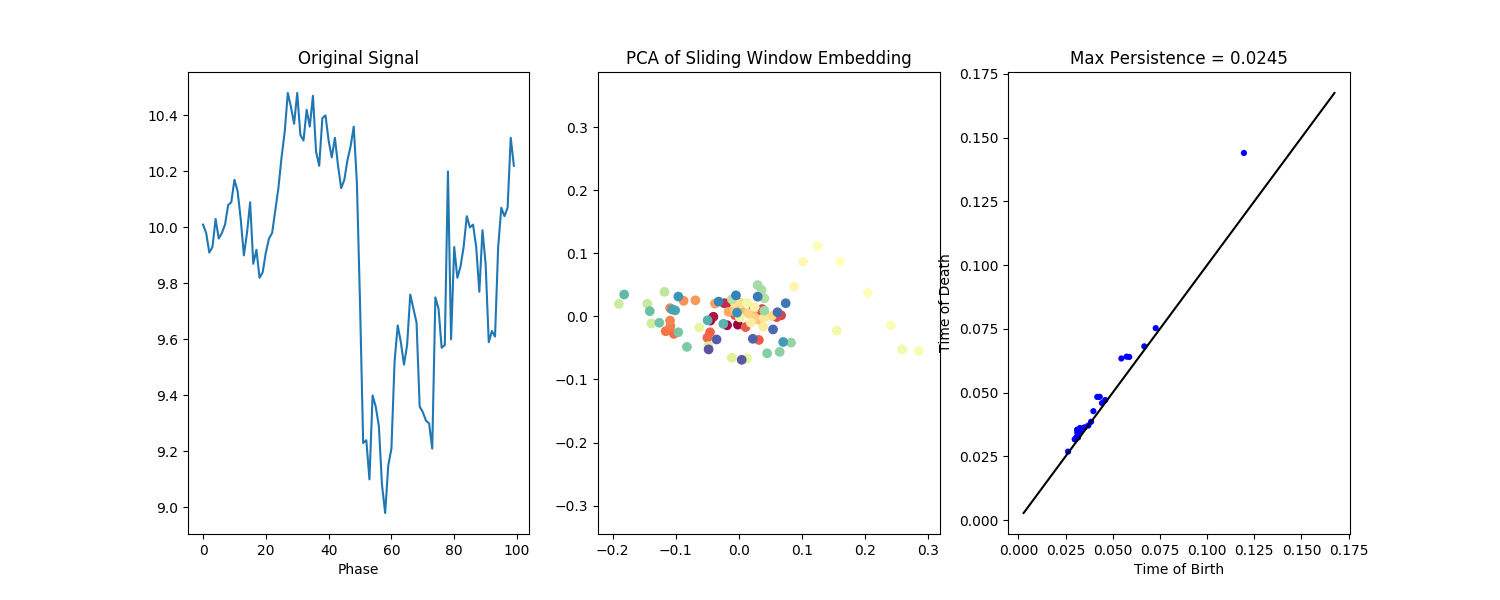 Original Signal
10.4
10.2
10.0
9.8
9.6
9.4
9.2
9.0
0 20 40 60 80 100
Phase
PCA of Sliding Window Embedding
0.3
0.2
0.1
0.0
−0.1
−0.2
−0.3
−0.2 −0.1 0.0 0.1 0.2 0.3
Max Persistence = 0.0245
Time of Death
0.175
0.150
0.125
0.100
0.075
0.050
0.025
0.000
0.000 0.025 0.050 0.075 0.100 0.125 0.150 0.175
Time of Birth